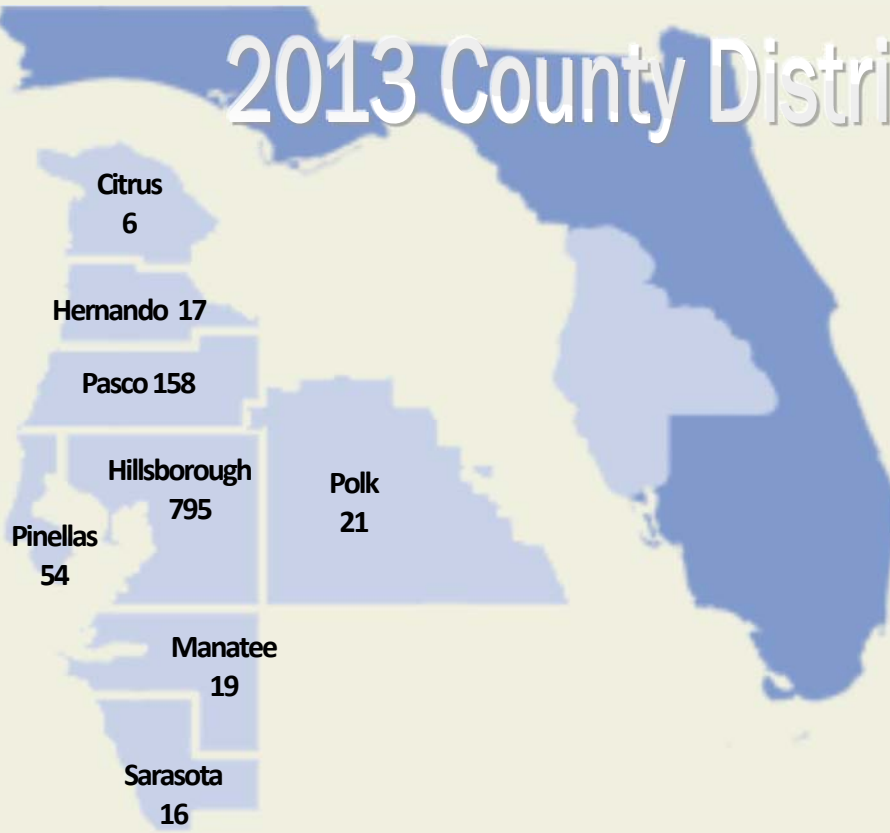 2013 County Distri
Citrus
6
Hernando 17
Pasco 158
Hillsborough
795
Polk
21
Pinellas
54
Manatee
19
Sarasota
16